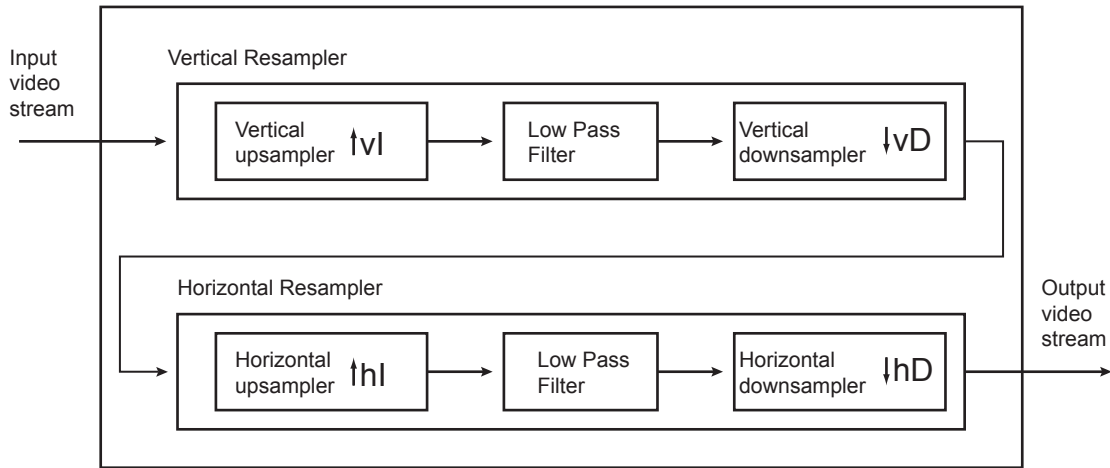 Input
video
stream
Vertical Resampler
Vertical
upsampler
↑vI
Low Pass
Filter
Vertical
downsampler
↓vD
Horizontal Resampler
Horizontal
upsampler
↑hI
Low Pass
Filter
Horizontal
downsampler
↓hD
Output
video
stream